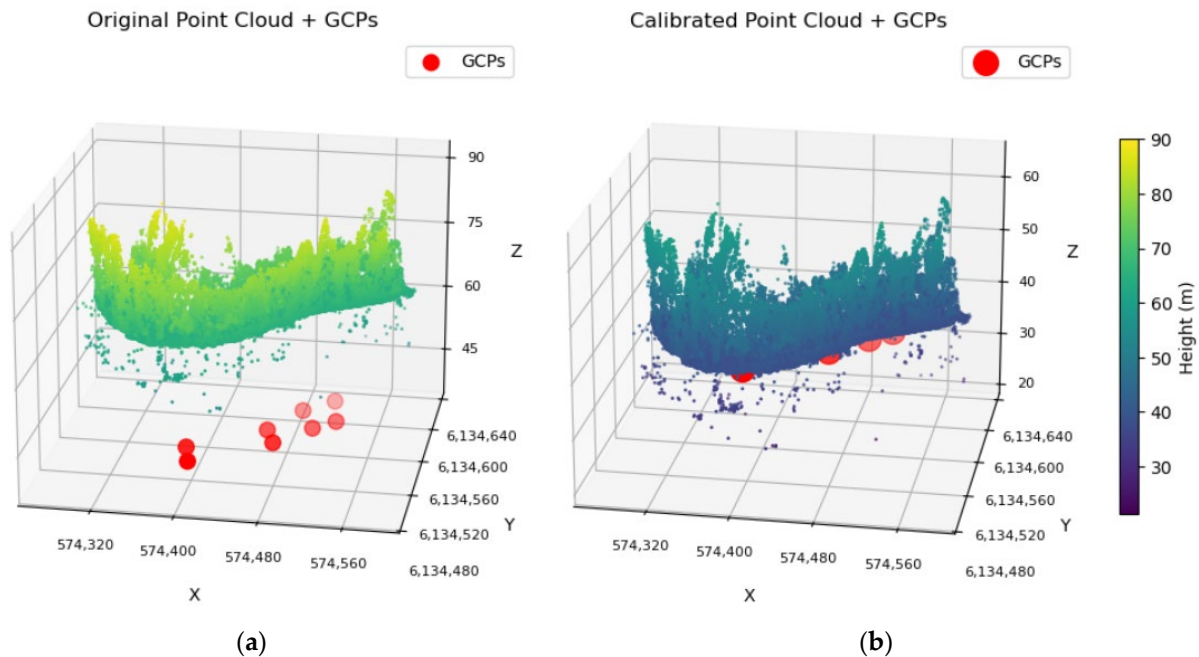 Original Point Cloud + GCPs
GCPs
90
75
Z
60
45
6,134,640
6,134,600
6,134,560
6,134,520
Y
6,134,480
574,320
574,400
574,480
574,560
X
(a)
Calibrated Point Cloud + GCPs
GCPs
60
50
Z
40
30
20
6,134,640
6,134,600
6,134,560
6,134,520
Y
6,134,480
574,320
574,400
574,480
574,560
X
(b)
90
80
70
60
50
40
30
Height (m)